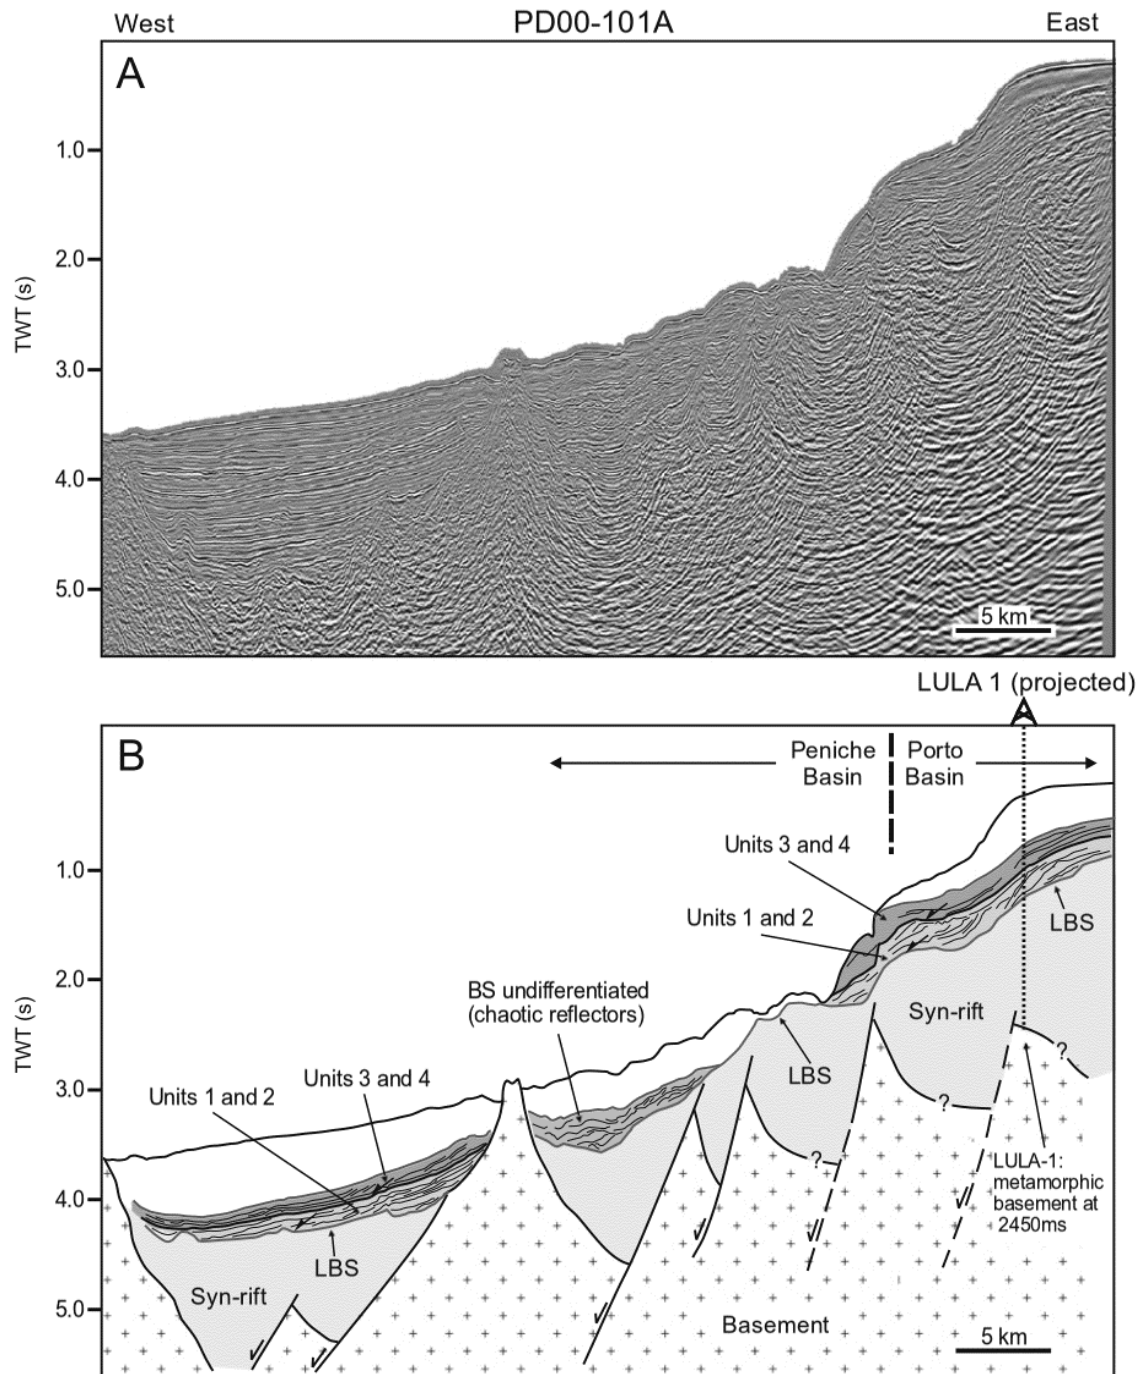 West
PD00-101A
East
A
1.0
2.0
3.0
4.0
5.0
TWT (s)
5 km
LULA 1 (projected)
B
Peniche
Basin
Porto
Basin
Units 3 and 4
Units 1 and 2
LBS
BS undifferentiated
(chaotic reflectors)
Syn-rift
LBS
Units 3 and 4
Units 1 and 2
?
?
?
LULA-1:
metamorphic
basement at
2450ms
LBS
Syn-rift
Basement
1.0
2.0
3.0
4.0
5.0
TWT (s)
5 km